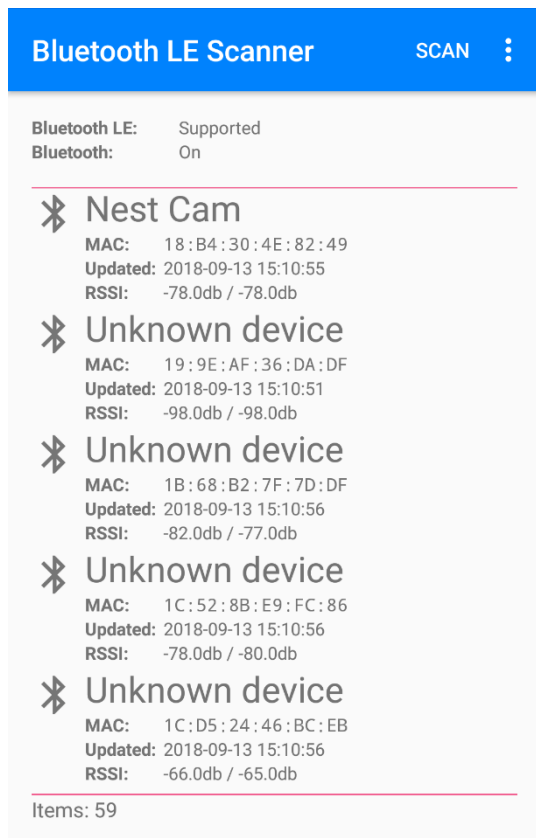 Bluetooth LE Scanner SCAN
Bluetooth LE: Supported
Bluetooth: On
Nest Cam
MAC: 18:B4:30:4E:82:49
Updated: 2018-09-13 15:10:55
RSSI: -78.0db / -78.0db
Unknown device
MAC: 19:9E:AF:36:DA:DF
Updated: 2018-09-13 15:10:51
RSSI: -98.0db / -98.0db
Unknown device
MAC: 1B:68:B2:7F:7D:DF
Updated: 2018-09-13 15:10:56
RSSI: -82.0db / -77.0db
Unknown device
MAC: 1C:52:8B:E9:FC:86
Updated: 2018-09-13 15:10:56
RSSI: -78.0db / -80.0db
Unknown device
MAC: 1C:D5:24:46:BC:EB
Updated: 2018-09-13 15:10:56
RSSI: -66.0db / -65.0db
Items: 59